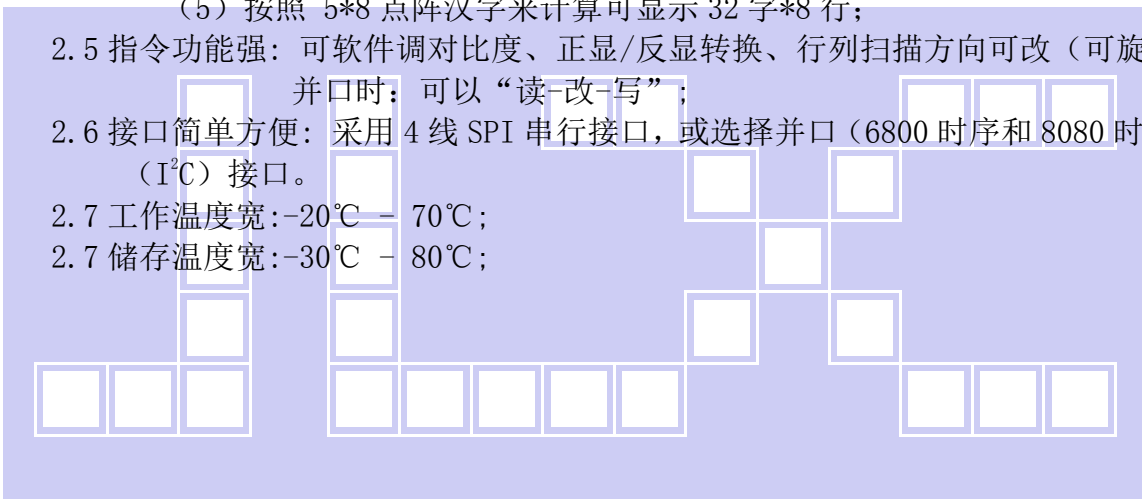 （5）按照 5*8 点阵汉字来计算可显示 32 字*8 行；
2.5 指令功能强：可软件调对比度、正显/反显转换、行列扫描方向可改（可旋
并口时：可以“读-改-写”；
2.6 接口简单方便：采用 4 线 SPI 串行接口，或选择并口（6800 时序和 8080 时
（I²C）接口。
2.7 工作温度宽:-20℃ - 70℃;
2.7 储存温度宽:-30℃ - 80℃;